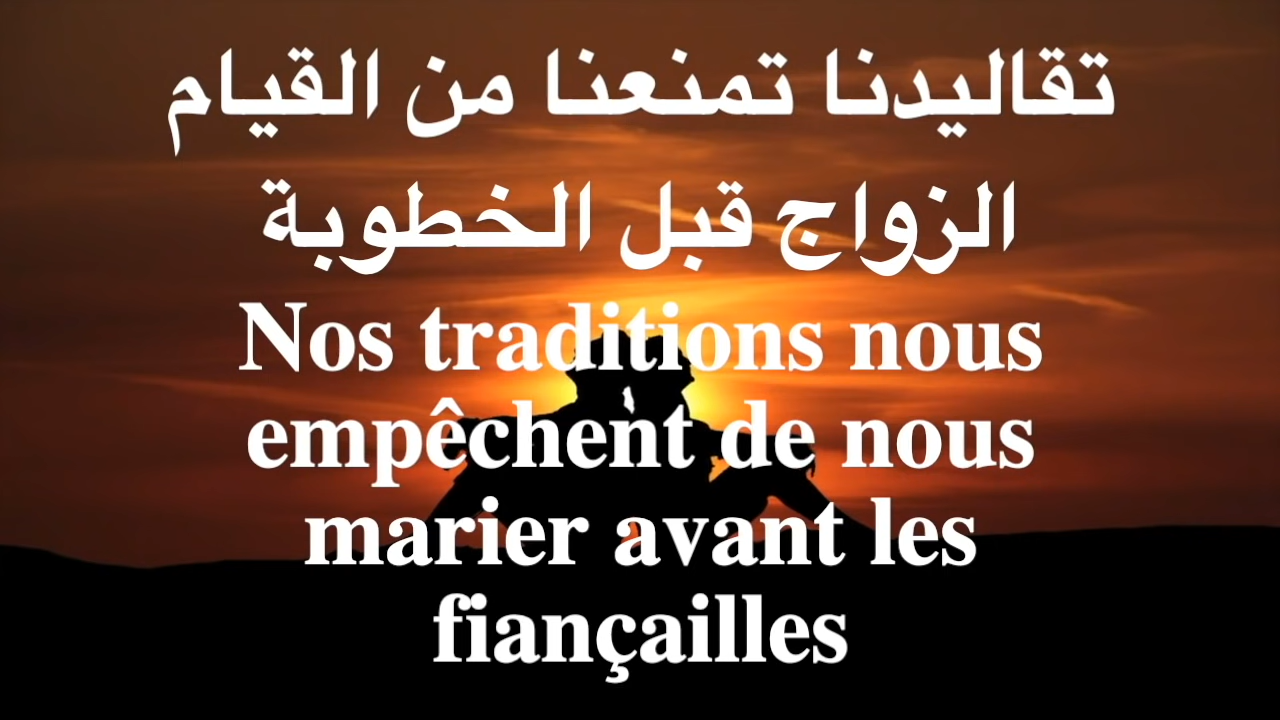 تقاليدنا تمنعنا من القيام
الزواج قبل الخطوبة
Nos traditions nous
empêchent de nous
marier avant les
fiançailles